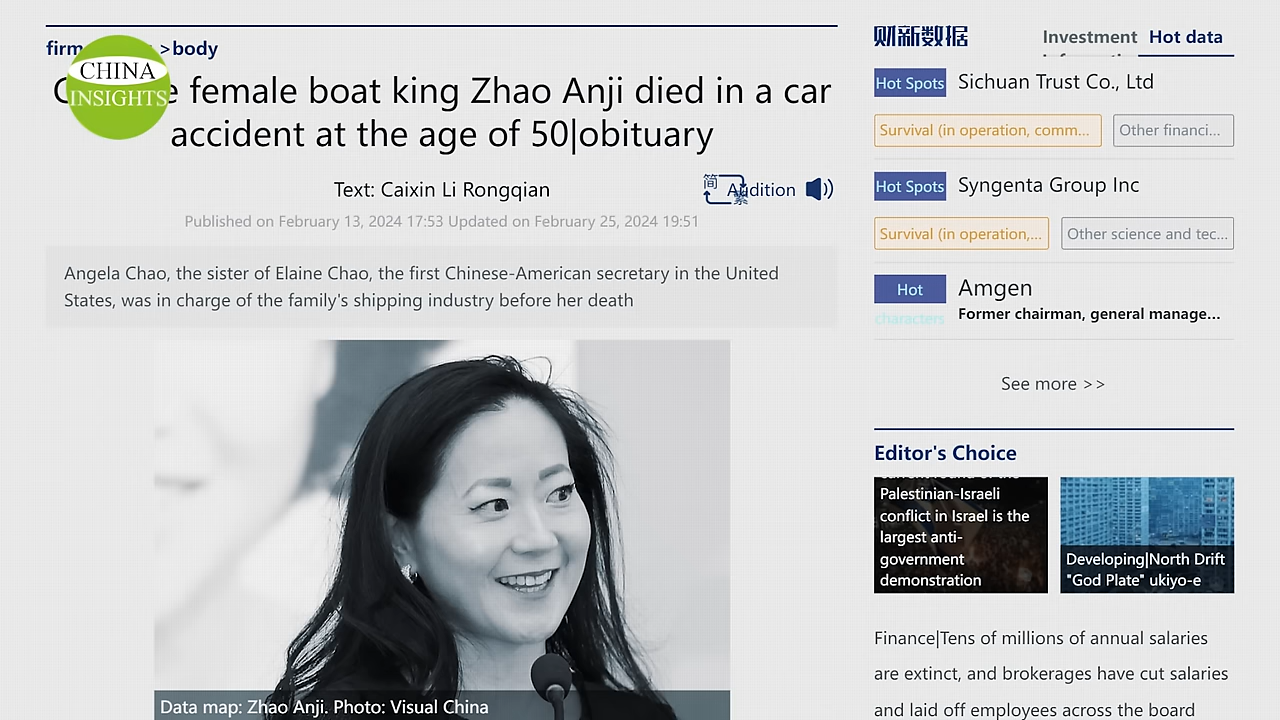 firm
>body
CHINA
INSIGHTS
female boat king Zhao Anji died in a car
accident at the age of 50|obituary
Text: Caixin Li Rongqian
简
繁
Audition
Published on February 13, 2024 17:53 Updated on February 25, 2024 19:51
Angela Chao, the sister of Elaine Chao, the first Chinese-American secretary in the United
States, was in charge of the family's shipping industry before her death
Data map: Zhao Anji. Photo: Visual China
财新数据
Investment
Hot data
Hot Spots
Sichuan Trust Co., Ltd
Survival (in operation, comm...
Other financi...
Hot Spots
Syngenta Group Inc
Survival (in operation,...
Other science and tec...
Hot
characters
Amgen
Former chairman, general manage...
See more >>
Editor's Choice
Palestinian-Israeli
conflict in Israel is the
largest anti-
government
demonstration
Developing|North Drift
"God Plate" ukiyo-e
Finance|Tens of millions of annual salaries
are extinct, and brokerages have cut salaries
and laid off employees across the board